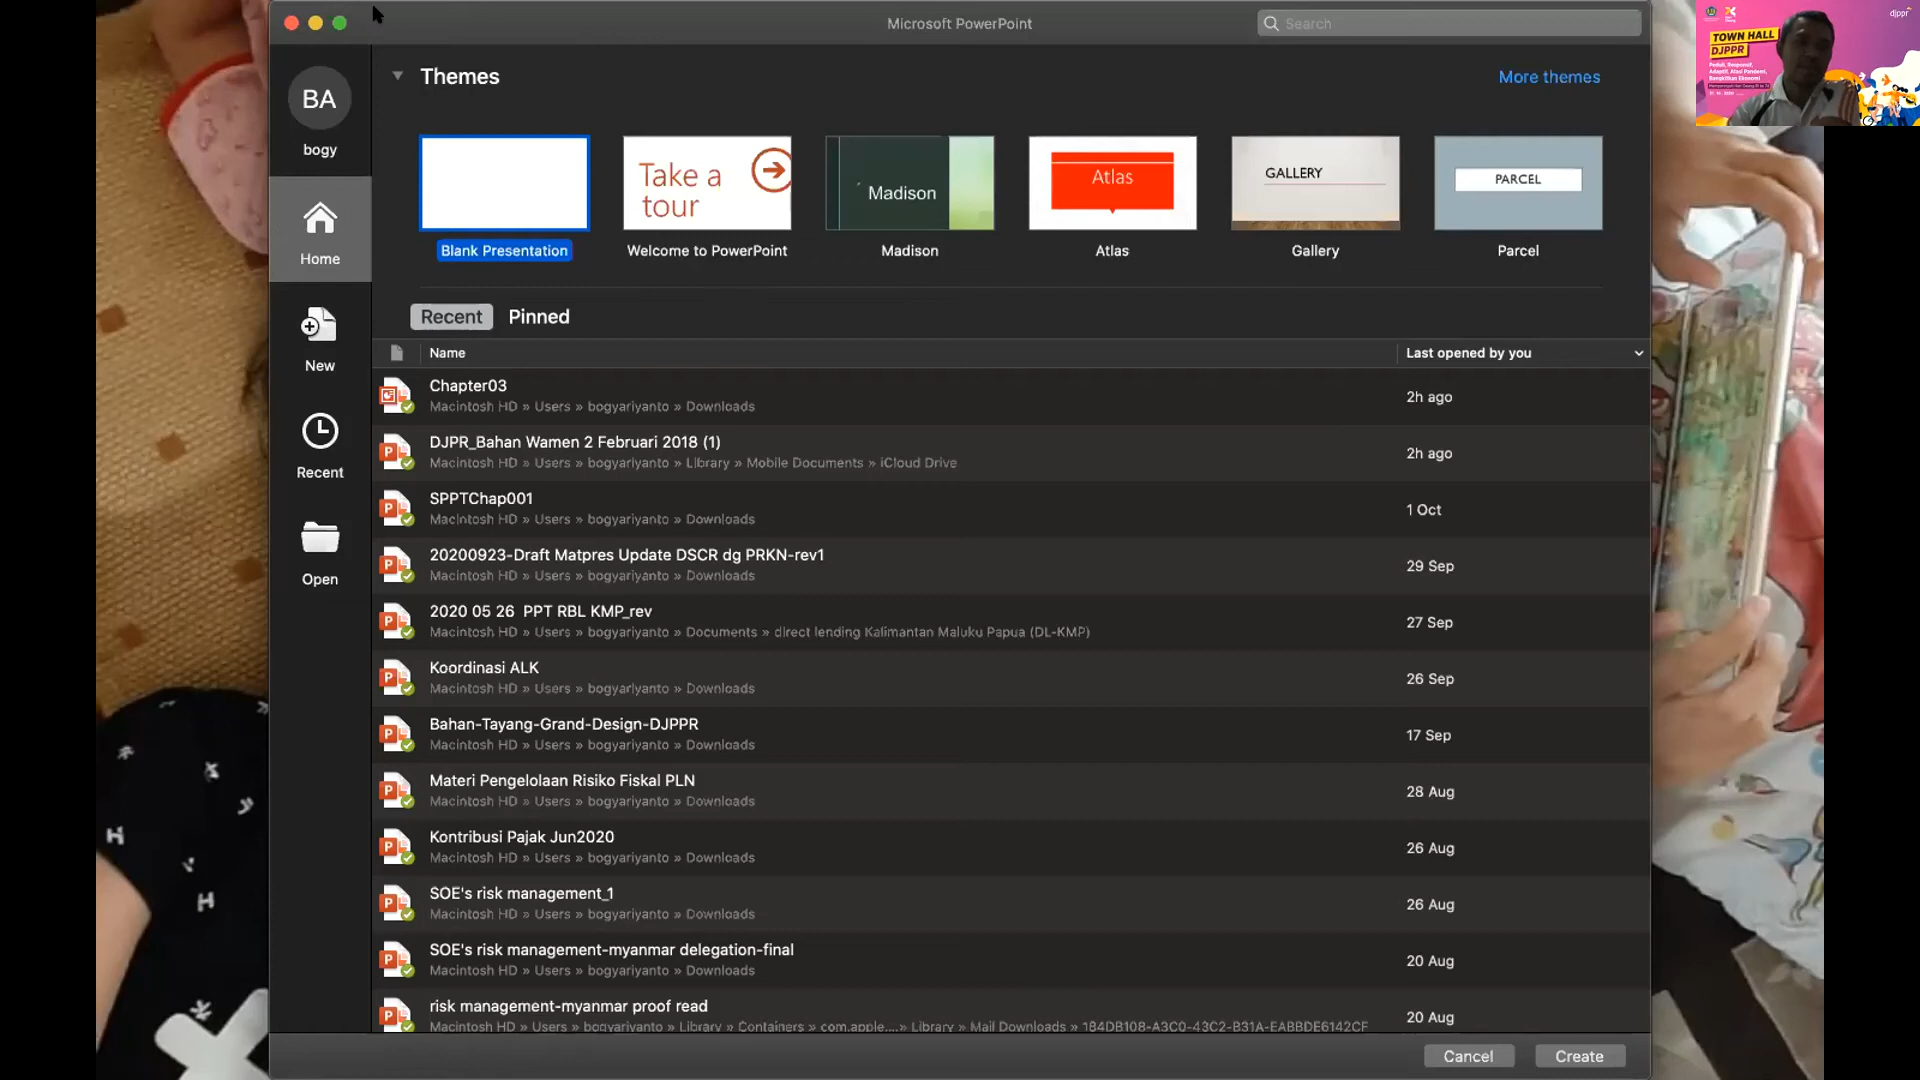 Microsoft PowerPoint
Search
djppr
TOWN HALL
DJPPR
Peduli, Responsif,
Adaptif, Atasi Pandemi,
Bangkitkan Ekonomi
BA
bogy
Home
New
Recent
Open
Themes
More themes
Take a
tour
Madison
Atlas
GALLERY
PARCEL
Blank Presentation
Welcome to PowerPoint
Madison
Atlas
Gallery
Parcel
Recent Pinned
Name Last opened by you
Chapter03
Macintosh HD » Users » bogyariyanto » Downloads
2h ago
DJPR_Bahan Wamen 2 Februari 2018 (1)
Macintosh HD » Users » bogyariyanto » Library » Mobile Documents » iCloud Drive
2h ago
SPPTChap001
Macintosh HD » Users » bogyariyanto » Downloads
1 Oct
20200923-Draft Matpres Update DSCR dg PRKN-rev1
Macintosh HD » Users » bogyariyanto » Downloads
29 Sep
2020 05 26 PPT RBL KMP_rev
Macintosh HD » Users » bogyariyanto » Documents » direct lending Kalimantan Maluku Papua (DL-KMP)
27 Sep
Koordinasi ALK
Macintosh HD » Users » bogyariyanto » Downloads
26 Sep
Bahan-Tayang-Grand-Design-DJPPR
Macintosh HD » Users » bogyariyanto » Downloads
17 Sep
Materi Pengelolaan Risiko Fiskal PLN
Macintosh HD » Users » bogyariyanto » Downloads
28 Aug
Kontribusi Pajak Jun2020
Macintosh HD » Users » bogyariyanto » Downloads
26 Aug
SOE's risk management_1
Macintosh HD » Users » bogyariyanto » Downloads
26 Aug
SOE's risk management-myanmar delegation-final
Macintosh HD » Users » bogyariyanto » Downloads
20 Aug
risk management-myanmar proof read
Macintosh HD » Users » bogyariyanto » Library » Containers » com.apple....» Library » Mail Downloads » 184DB108-A3C0-43C2-B31A-EABBDE6142CF
20 Aug
Cancel
Create